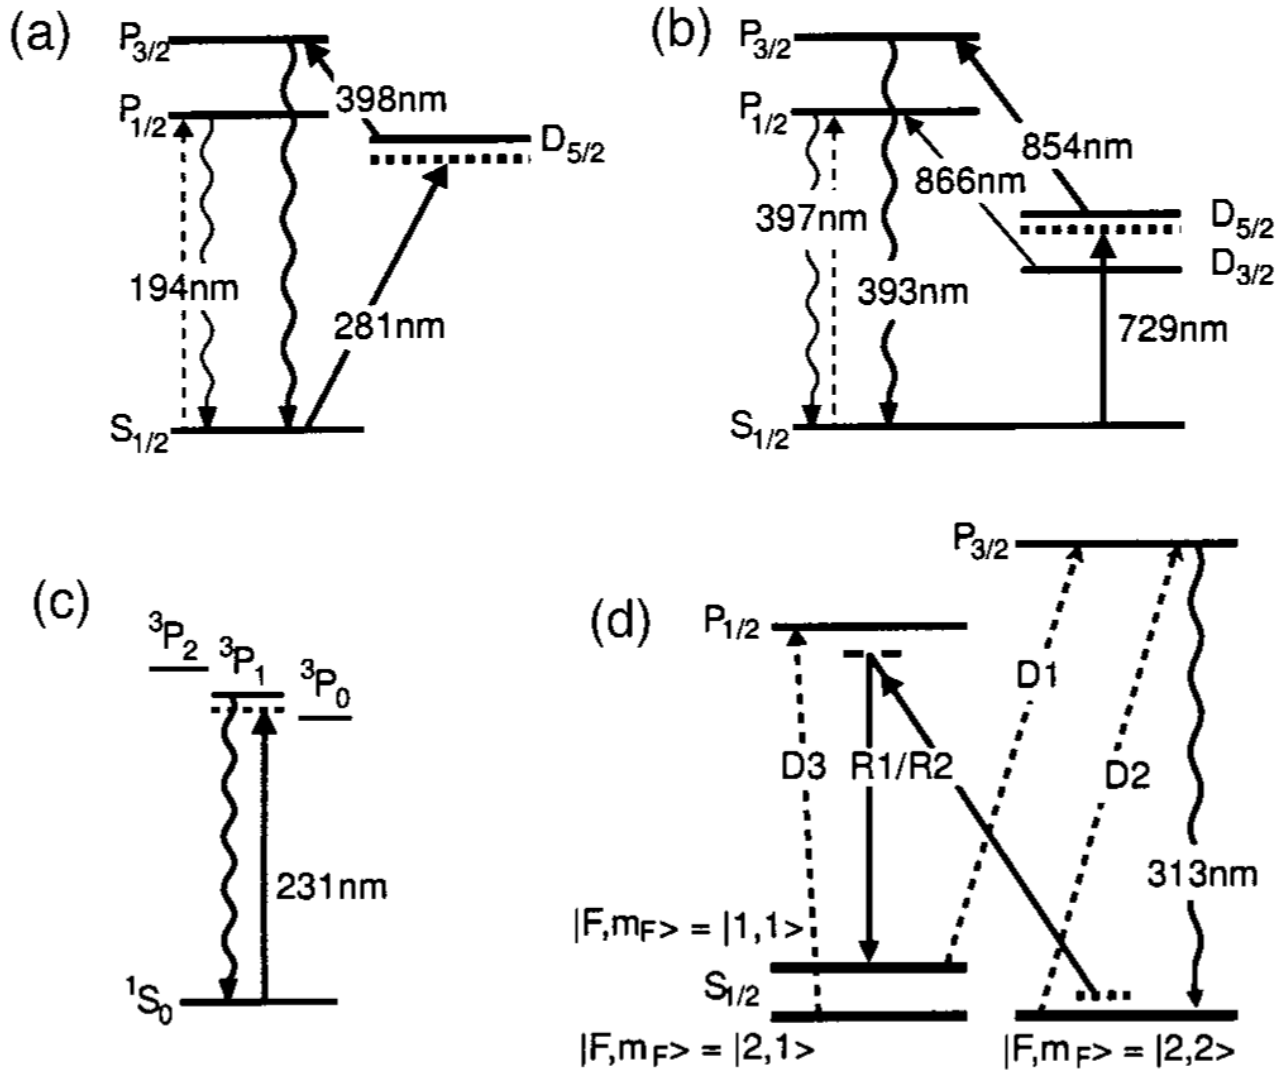 (a)
P3/2
P1/2
398nm
D5/2
194nm
281nm
S1/2
(b)
P3/2
P1/2
854nm
866nm
397nm
D5/2
D3/2
393nm
729nm
S1/2
(c)
3P2
3P1
3P0
231nm
1S0
(d)
P3/2
P1/2
D1
D3
R1/R2
D2
313nm
|F,mF> = |1,1>
S1/2
|F,mF> = |2,1>
|F,mF> = |2,2>